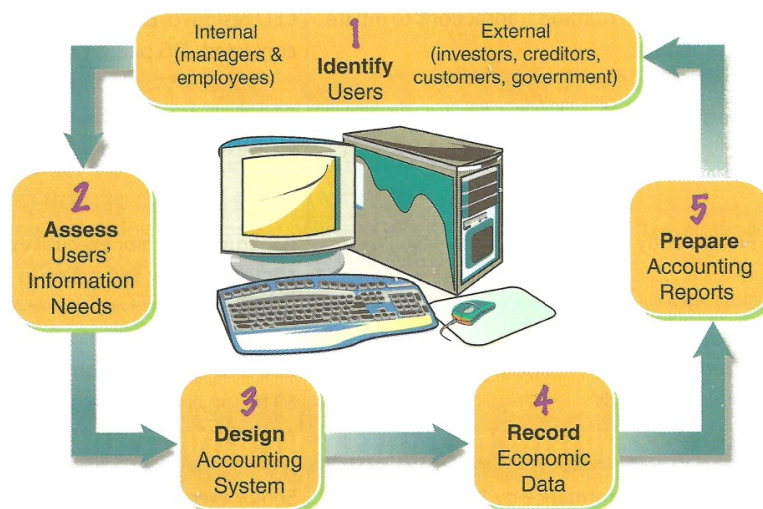 1
Identify
Users
Internal
(managers &
employees)
External
(investors, creditors,
customers, government)
2
Assess
Users'
Information
Needs
3
Design
Accounting
System
4
Record
Economic
Data
5
Prepare
Accounting
Reports